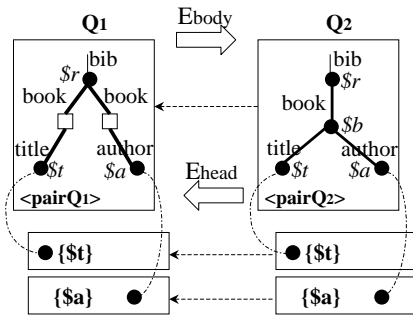 Q1
Ebody
Q2
bib
$r
book
book
title
author
$t
$a
<pairQ1>
bib
$r
book
$b
title
author
$t
$a
<pairQ2>
Ehead
{$t}
{$t}
{$a}
{$a}